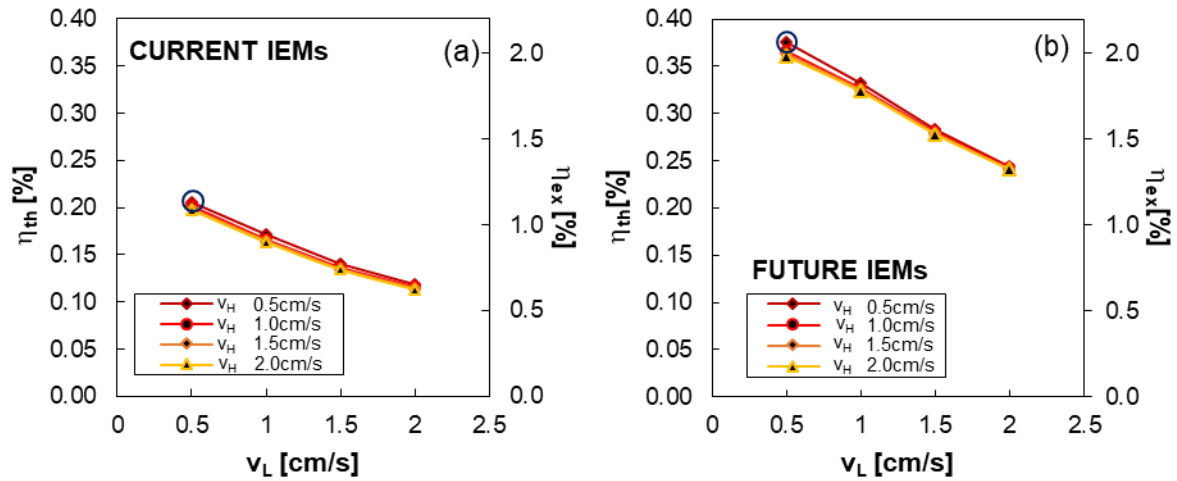 CURRENT IEMs
(a)
0.40
0.35
0.30
0.25
0.20
0.15
0.10
0.05
0.00
ηth [%]
2.0
1.5
1.0
0.5
0.0
ηex [%]
vH 0.5cm/s
vH 1.0cm/s
vH 1.5cm/s
vH 2.0cm/s
0 0.5 1 1.5 2 2.5
vL [cm/s]
(b)
0.40
0.35
0.30
0.25
0.20
0.15
0.10
0.05
0.00
ηth[%]
2.0
1.5
1.0
0.5
0.0
ηex [%]
FUTURE IEMs
vH 0.5cm/s
vH 1.0cm/s
vH 1.5cm/s
vH 2.0cm/s
0 0.5 1 1.5 2 2.5
vL [cm/s]